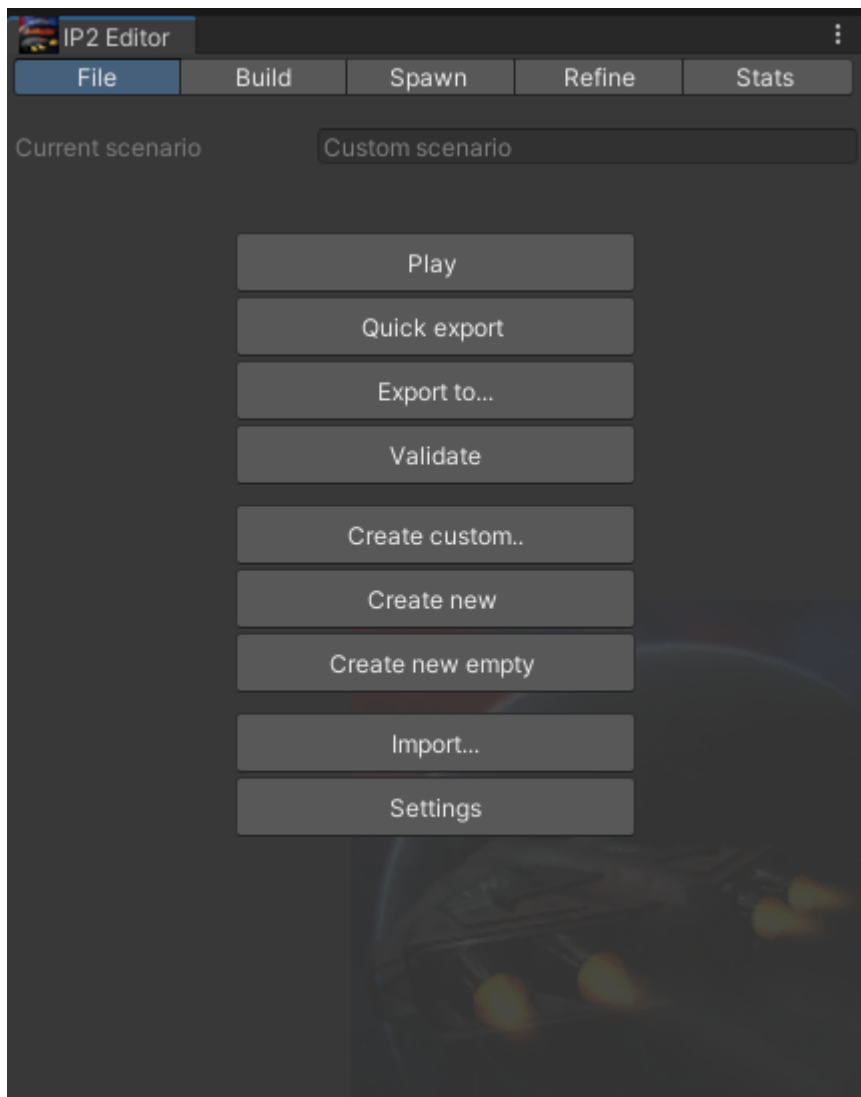 IP2 Editor
File Build Spawn Refine Stats
Current scenario Custom scenario
Play
Quick export
Export to...
Validate
Create custom..
Create new
Create new empty
Import...
Settings